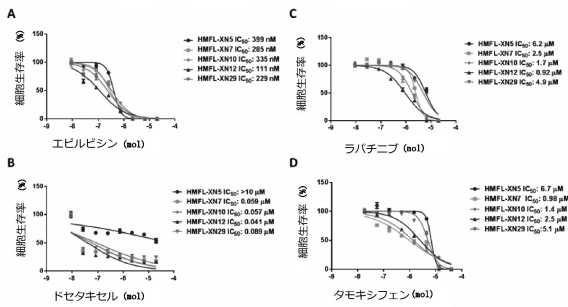 A
細胞生存率 (%)
150
100
50
0
-8 -7 -6 -5 -4
エピルビシン (mol)
HMFL-XN5 IC50: 399 nM
HMFL-XN7 IC50: 285 nM
HMFL-XN10 IC50: 335 nM
HMFL-XN12 IC50: 111 nM
HMFL-XN29 IC50: 229 nM
B
細胞生存率 (%)
150
100
50
0
-8 -7 -6 -5 -4
ドセタキセル (mol)
HMFL-XN5 IC50: >10 μM
HMFL-XN7 IC50: 0.059 μM
HMFL-XN10 IC50: 0.057 μM
HMFL-XN12 IC50: 0.041 μM
HMFL-XN29 IC50: 0.089 μM
C
細胞生存率 (%)
150
100
50
0
-9 -8 -7 -6 -5 -4
ラパチニブ (mol)
HMFL-XN5 IC50: 6.2 μM
HMFL-XN7 IC50: 2.5 μM
HMFL-XN10 IC50: 1.7 μM
HMFL-XN12 IC50: 0.92 μM
HMFL-XN29 IC50: 4.9 μM
D
細胞生存率 (%)
150
100
50
0
-8 -7 -6 -5 -4
タモキシフェン (mol)
HMFL-XN5 IC50: 6.7 μM
HMFL-XN7 IC50: 0.98 μM
HMFL-XN10 IC50: 1.4 μM
HMFL-XN12 IC50: 2.5 μM
HMFL-XN29 IC50: 5.1 μM